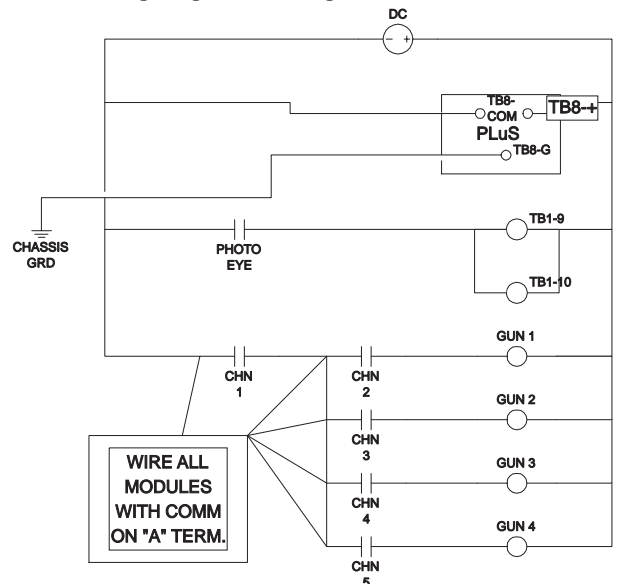 DC
- +
TB8-
COM
TB8-+
PLuS
TB8-G
CHASSIS
GRD
PHOTO
EYE
TB1-9
TB1-10
CHN
1
CHN
2
GUN 1
CHN
3
GUN 2
CHN
4
GUN 3
CHN
5
GUN 4
WIRE ALL
MODULES
WITH COMM
ON "A" TERM.